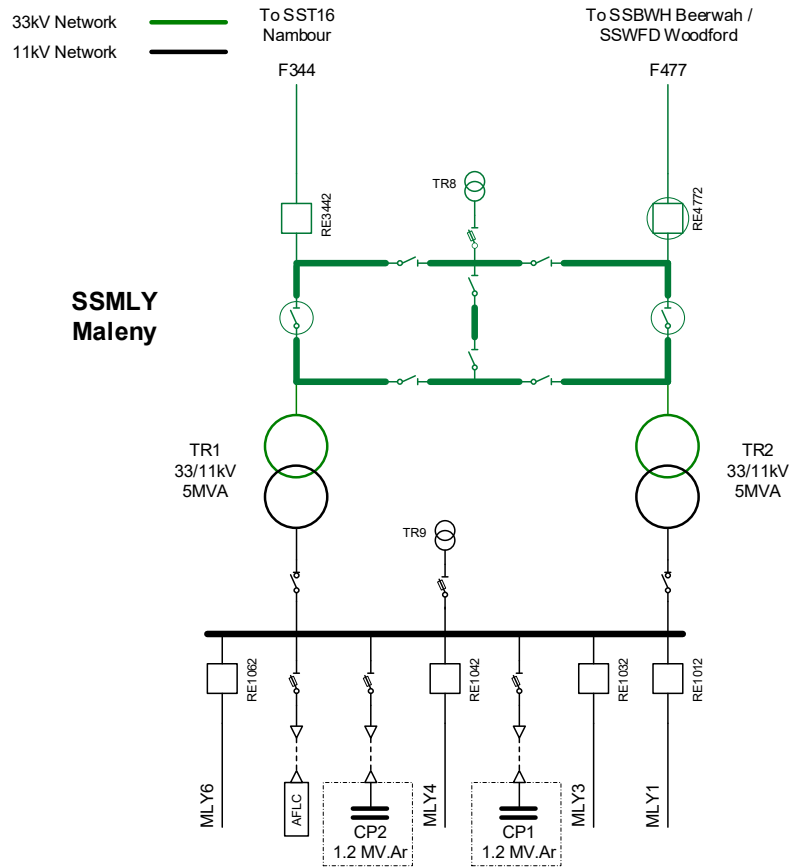 33kV Network
11kV Network
To SST16
Nambour
F344
To SSBWH Beerwah /
SSWFD Woodford
F477
RE3442
TR8
RE4772
SSMLY
Maleny
TR1
33/11kV
5MVA
TR2
33/11kV
5MVA
TR9
RE1062
RE1042
RE1032
RE1012
MLY6
AFLC
CP2
1.2 MV.Ar
MLY4
CP1
1.2 MV.Ar
MLY3
MLY1